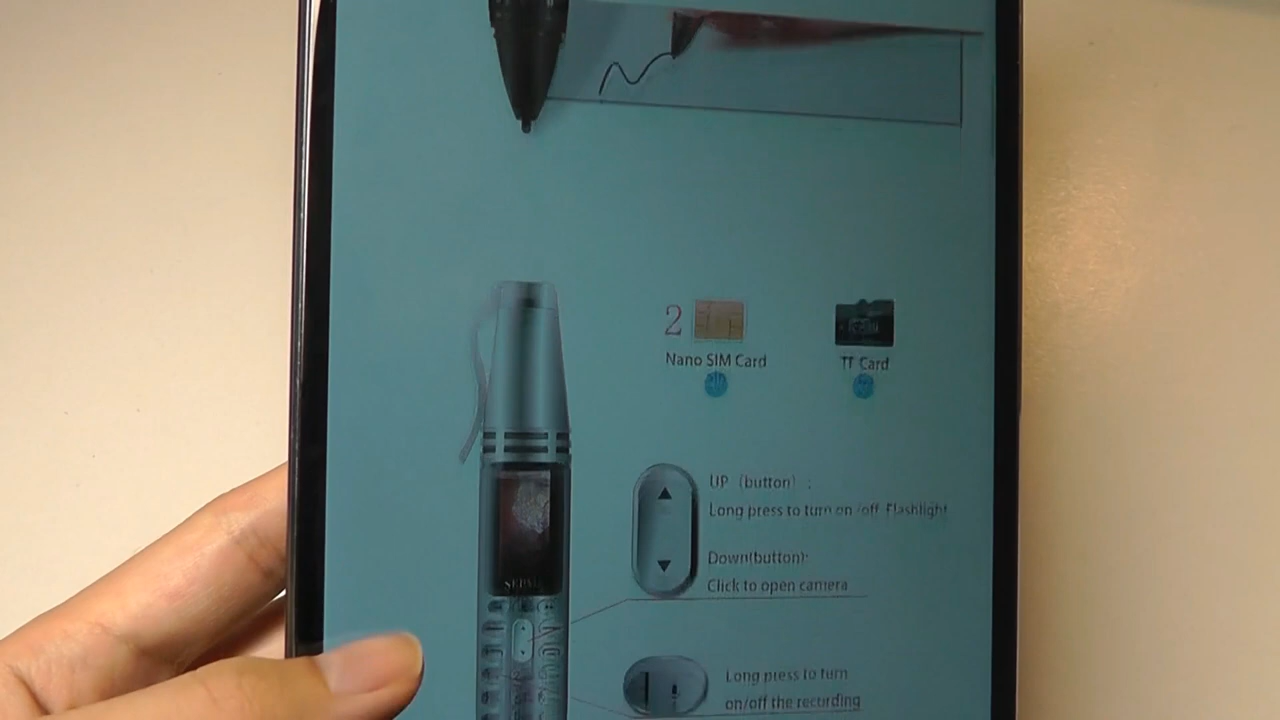 2
Nano SIM Card
TF Card
UP (button) :
Long press to turn on /off Flashlight
Down(button):
Click to open camera
Long press to turn
on/off the recording